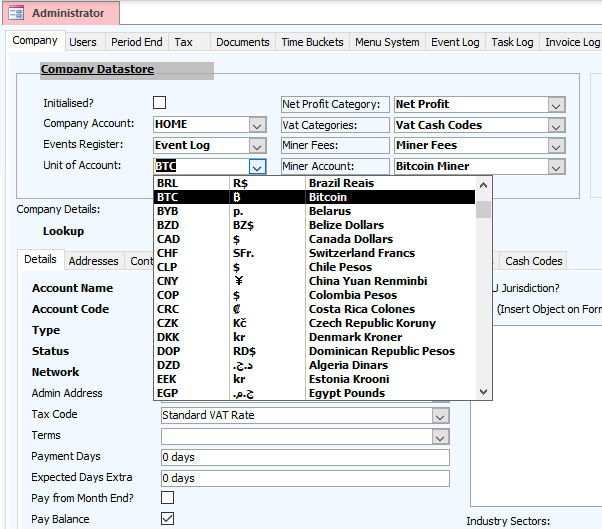 Administrator
Company Users Period End Tax Documents Time Buckets Menu System Event Log Task Log Invoice Log
Company Datastore
Initialised? Net Profit Category: Net Profit
Company Account: HOME Vat Categories: Vat Cash Codes
Events Register: Event Log Miner Fees: Miner Fees
Unit of Account: BTC Miner Account: Bitcoin Miner
BRL R$ Brazil Reais
BTC ₿ Bitcoin
BYB p. Belarus
BZD BZ$ Belize Dollars
CAD $ Canada Dollars
CHF SFr. Switzerland Francs
CLP $ Chile Pesos
CNY ¥ China Yuan Renminbi
COP $ Colombia Pesos
CRC ₡ Costa Rica Colones
CZK Kč Czech Republic Koruny
DKK kr Denmark Kroner
DOP RD$ Dominican Republic Pesos
DZD د.ج. Algeria Dinars
EEK kr Estonia Krooni
EGP ج.م. Egypt Pounds
Company Details:
Lookup
Details Addresses Cont s Cash Codes
Account Name U Jurisdiction?
Account Code (Insert Object on Form
Type
Status
Network
Admin Address
Tax Code Standard VAT Rate
Terms
Payment Days 0 days
Expected Days Extra 0 days
Pay from Month End?
Pay Balance
Industry Sectors: